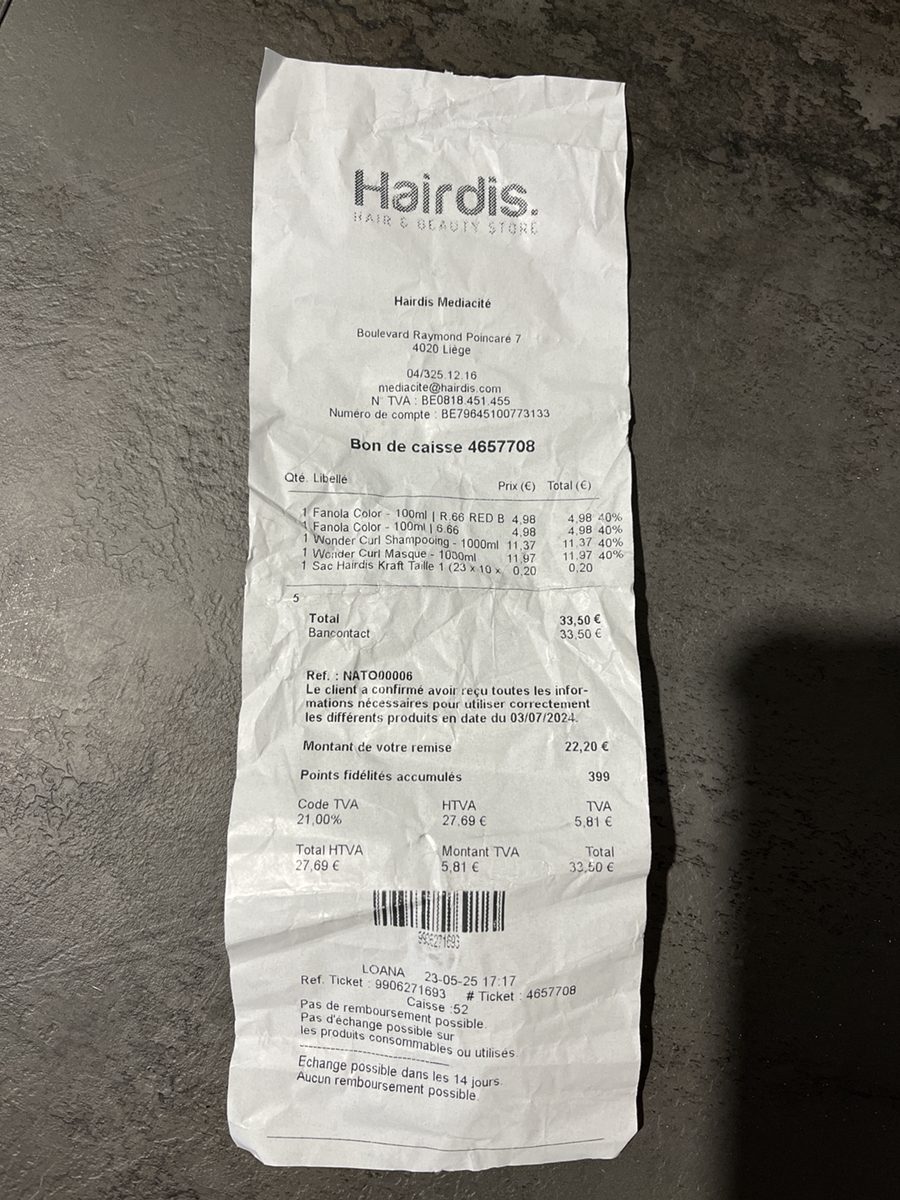 Hairdis.
HAIR & BEAUTY STORE
Hairdis Mediacité
Boulevard Raymond Poincaré 7
4020 Liège
04/325.12.16
mediacite@hairdis.com
N° TVA : BE0818.451.455
Numéro de compte : BE79645100773133
Bon de caisse 4657708
Qté. Libellé Prix (€) Total (€)
1 Fanola Color - 100ml | R.66 RED B 4,98 4,98 40%
1 Fanola Color - 100ml | 6.66 4,98 4,98 40%
1 Wonder Curl Shampooing - 1000ml 11,37 11,37 40%
1 Wonder Curl Masque - 1000ml 11,97 11,97 40%
1 Sac Hairdis Kraft Taille 1 (23 x 10 x 0,20 0,20
5
Total 33,50 €
Bancontact 33,50 €
Ref. : NATO00006
Le client a confirmé avoir reçu toutes les infor-
mations nécessaires pour utiliser correctement
les différents produits en date du 03/07/2024.
Montant de votre remise 22,20 €
Points fidélités accumulés 399
Code TVA HTVA TVA
21,00% 27,69 € 5,81 €
Total HTVA Montant TVA Total
27,69 € 5,81 € 33,50 €
LOANA 23-05-25 17:17
Ref. Ticket : 9906271693 # Ticket : 4657708
Caisse :52
Pas de remboursement possible.
Pas d'échange possible sur
les produits consommables ou utilisés.
Echange possible dans les 14 jours.
Aucun remboursement possible.